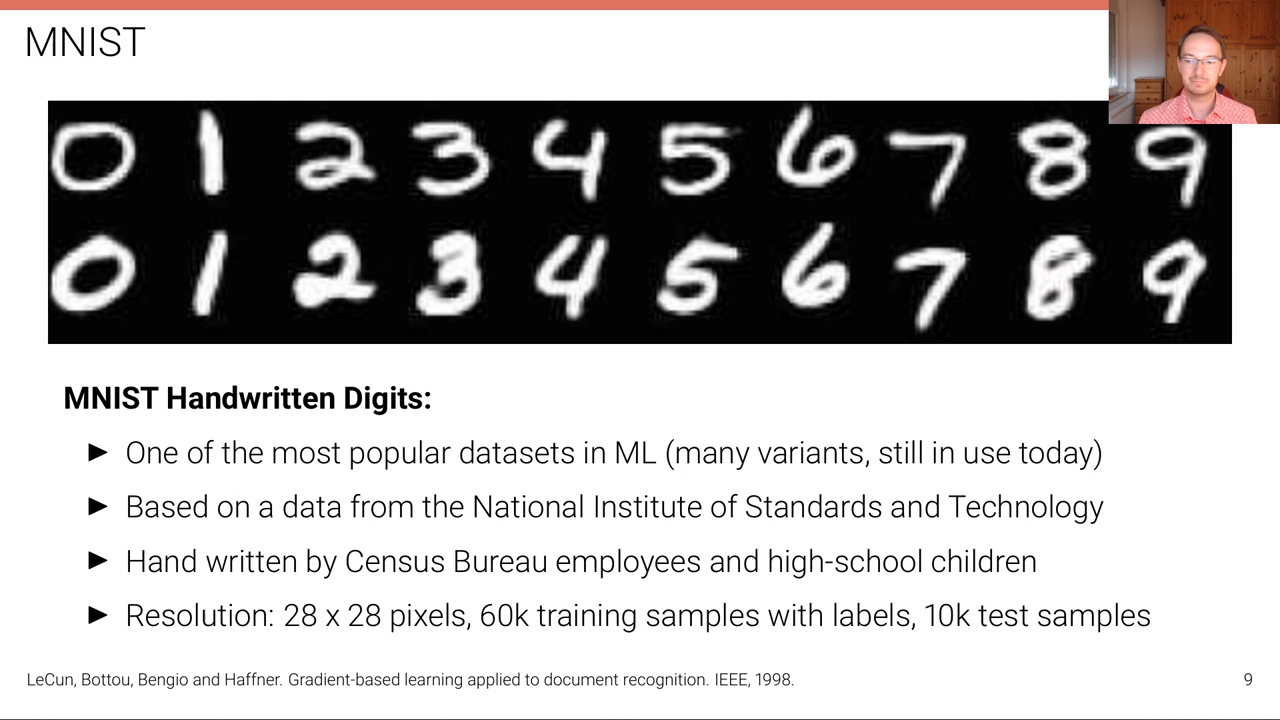 MNIST
0 1 2 3 4 5 6 7 8 9
0 1 2 3 4 5 6 7 8 9
MNIST Handwritten Digits:
► One of the most popular datasets in ML (many variants, still in use today)
► Based on a data from the National Institute of Standards and Technology
► Hand written by Census Bureau employees and high-school children
► Resolution: 28 x 28 pixels, 60k training samples with labels, 10k test samples
LeCun, Bottou, Bengio and Haffner. Gradient-based learning applied to document recognition. IEEE, 1998.
9